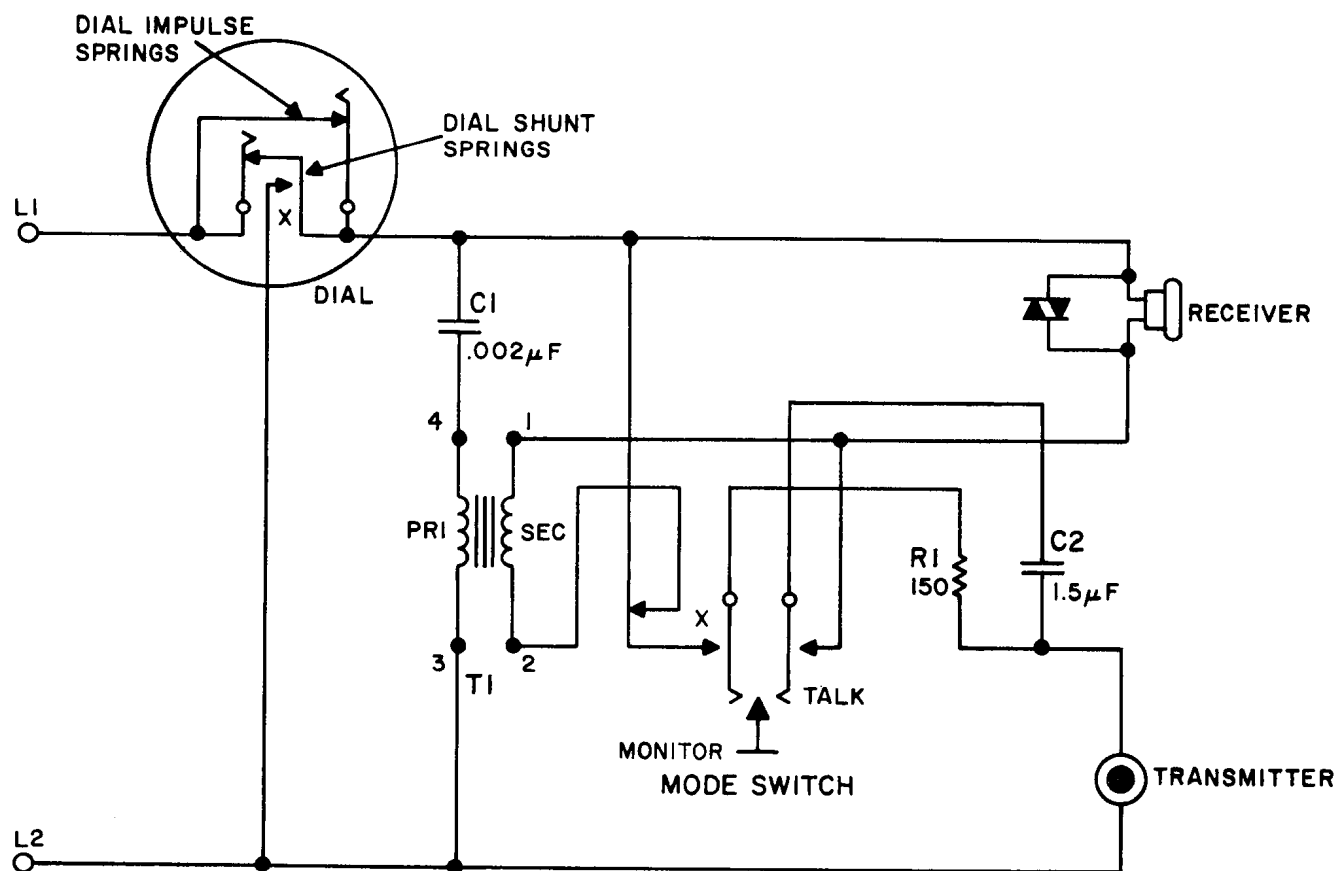 DIAL IMPULSE
SPRINGS
DIAL SHUNT
SPRINGS
L1
X
DIAL
C1
.002µF
RECEIVER
4
1
PRI
SEC
C2
R1
150
1.5µF
X
3
2
T1
TALK
MONITOR
MODE SWITCH
TRANSMITTER
L2